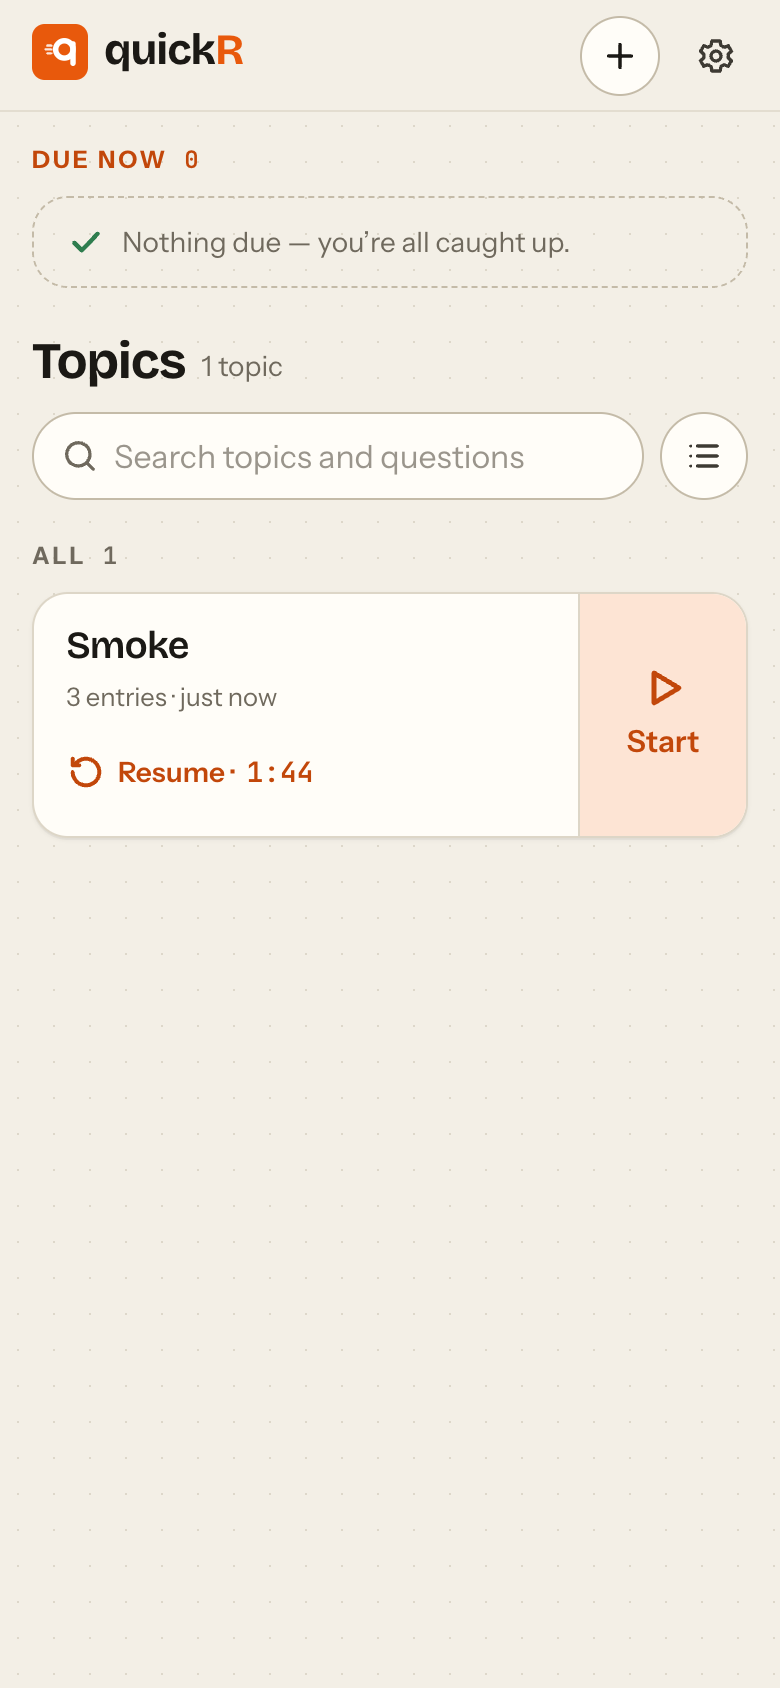 quickR
DUE NOW 0
Nothing due — you’re all caught up.
Topics 1 topic
Search topics and questions
ALL 1
Smoke
3 entries · just now
Start
Resume · 1:44